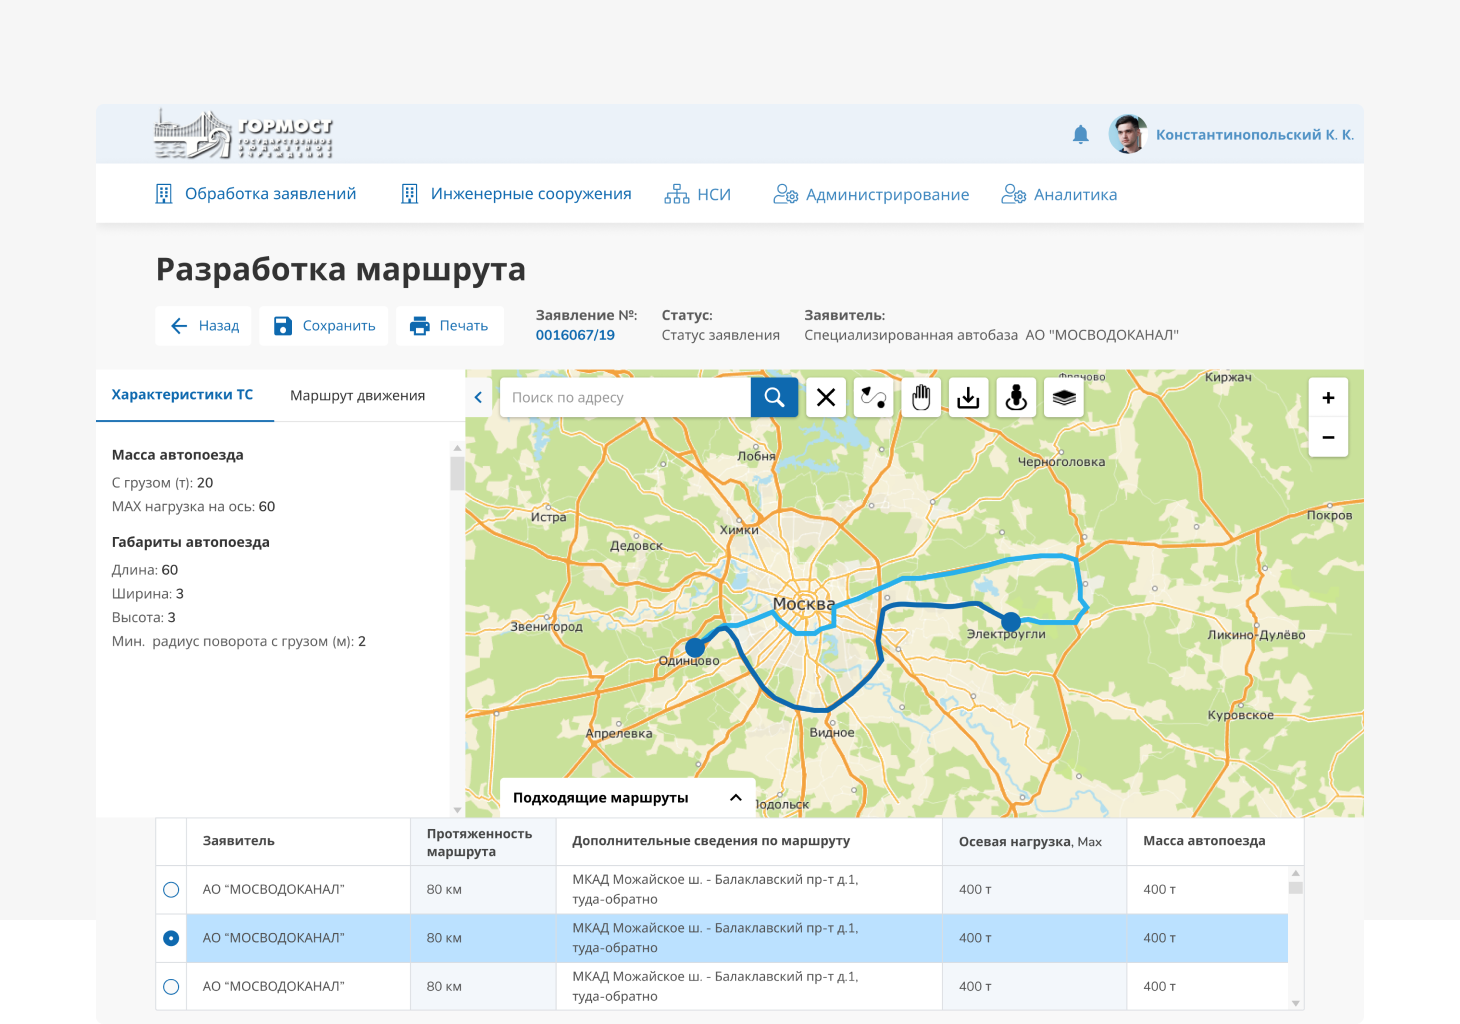 ГОРМОСТ
ГОСУДАРСТВЕННОЕ
БЮДЖЕТНОЕ
УЧРЕЖДЕНИЕ
Константинопольский К. К.
Обработка заявлений
Инженерные сооружения
НСИ
Администрирование
Аналитика
Разработка маршрута
Назад
Сохранить
Печать
Заявление №:
0016067/19
Статус:
Статус заявления
Заявитель:
Специализированная автобаза АО "МОСВОДОКАНАЛ"
Характеристики ТС
Маршрут движения
Масса автопоезда
С грузом (т): 20
MAX нагрузка на ось: 60
Габариты автопоезда
Длина: 60
Ширина: 3
Высота: 3
Мин. радиус поворота с грузом (м): 2
Поиск по адресу
Фряново
Киржач
+
−
Лобня
Черноголовка
Истра
Химки
Покров
Дедовск
Москва
Звенигород
Электроугли
Ликино-Дулёво
Одинцово
Куровское
Апрелевка
Видное
Подольск
Подходящие маршруты
Заявитель
Протяженность
маршрута
Дополнительные сведения по маршруту
Осевая нагрузка, Max
Масса автопоезда
АО “МОСВОДОКАНАЛ”
80 км
МКАД Можайское ш. - Балаклавский пр-т д.1,
туда-обратно
400 т
400 т
АО “МОСВОДОКАНАЛ”
80 км
МКАД Можайское ш. - Балаклавский пр-т д.1,
туда-обратно
400 т
400 т
АО “МОСВОДОКАНАЛ”
80 км
МКАД Можайское ш. - Балаклавский пр-т д.1,
туда-обратно
400 т
400 т